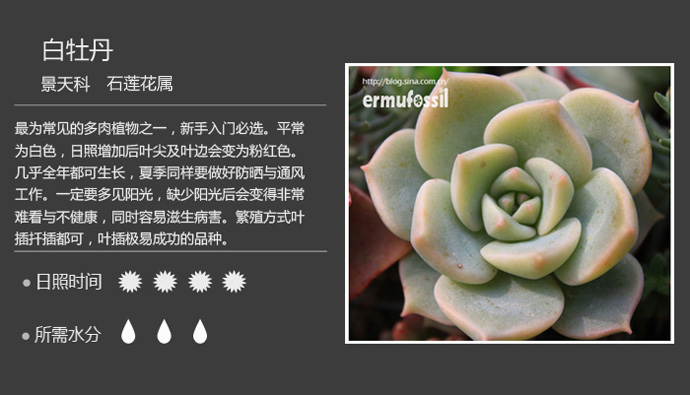 白牡丹
景天科 石莲花属
最为常见的多肉植物之一，新手入门必选。平常
为白色，日照增加后叶尖及叶边会变为粉红色。
几乎全年都可生长，夏季同样要做好防晒与通风
工作。一定要多见阳光，缺少阳光后会变得非常
难看与不健康，同时容易滋生病害。繁殖方式叶
插扦插都可，叶插极易成功的品种。
日照时间
所需水分
http://blog.sina.com.cn/
ermufossil